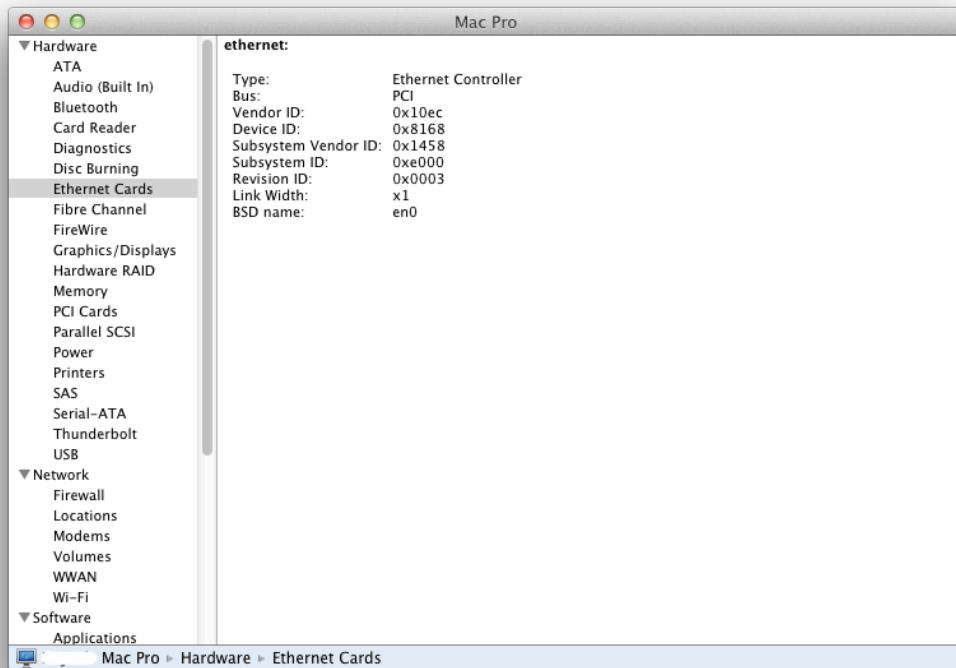 Mac Pro
Hardware
ATA
Audio (Built In)
Bluetooth
Card Reader
Diagnostics
Disc Burning
Ethernet Cards
Fibre Channel
FireWire
Graphics/Displays
Hardware RAID
Memory
PCI Cards
Parallel SCSI
Power
Printers
SAS
Serial-ATA
Thunderbolt
USB
Network
Firewall
Locations
Modems
Volumes
WWAN
Wi-Fi
Software
Applications
ethernet:
Type: Ethernet Controller
Bus: PCI
Vendor ID: 0x10ec
Device ID: 0x8168
Subsystem Vendor ID: 0x1458
Subsystem ID: 0xe000
Revision ID: 0x0003
Link Width: x1
BSD name: en0
Mac Pro ▸ Hardware ▸ Ethernet Cards